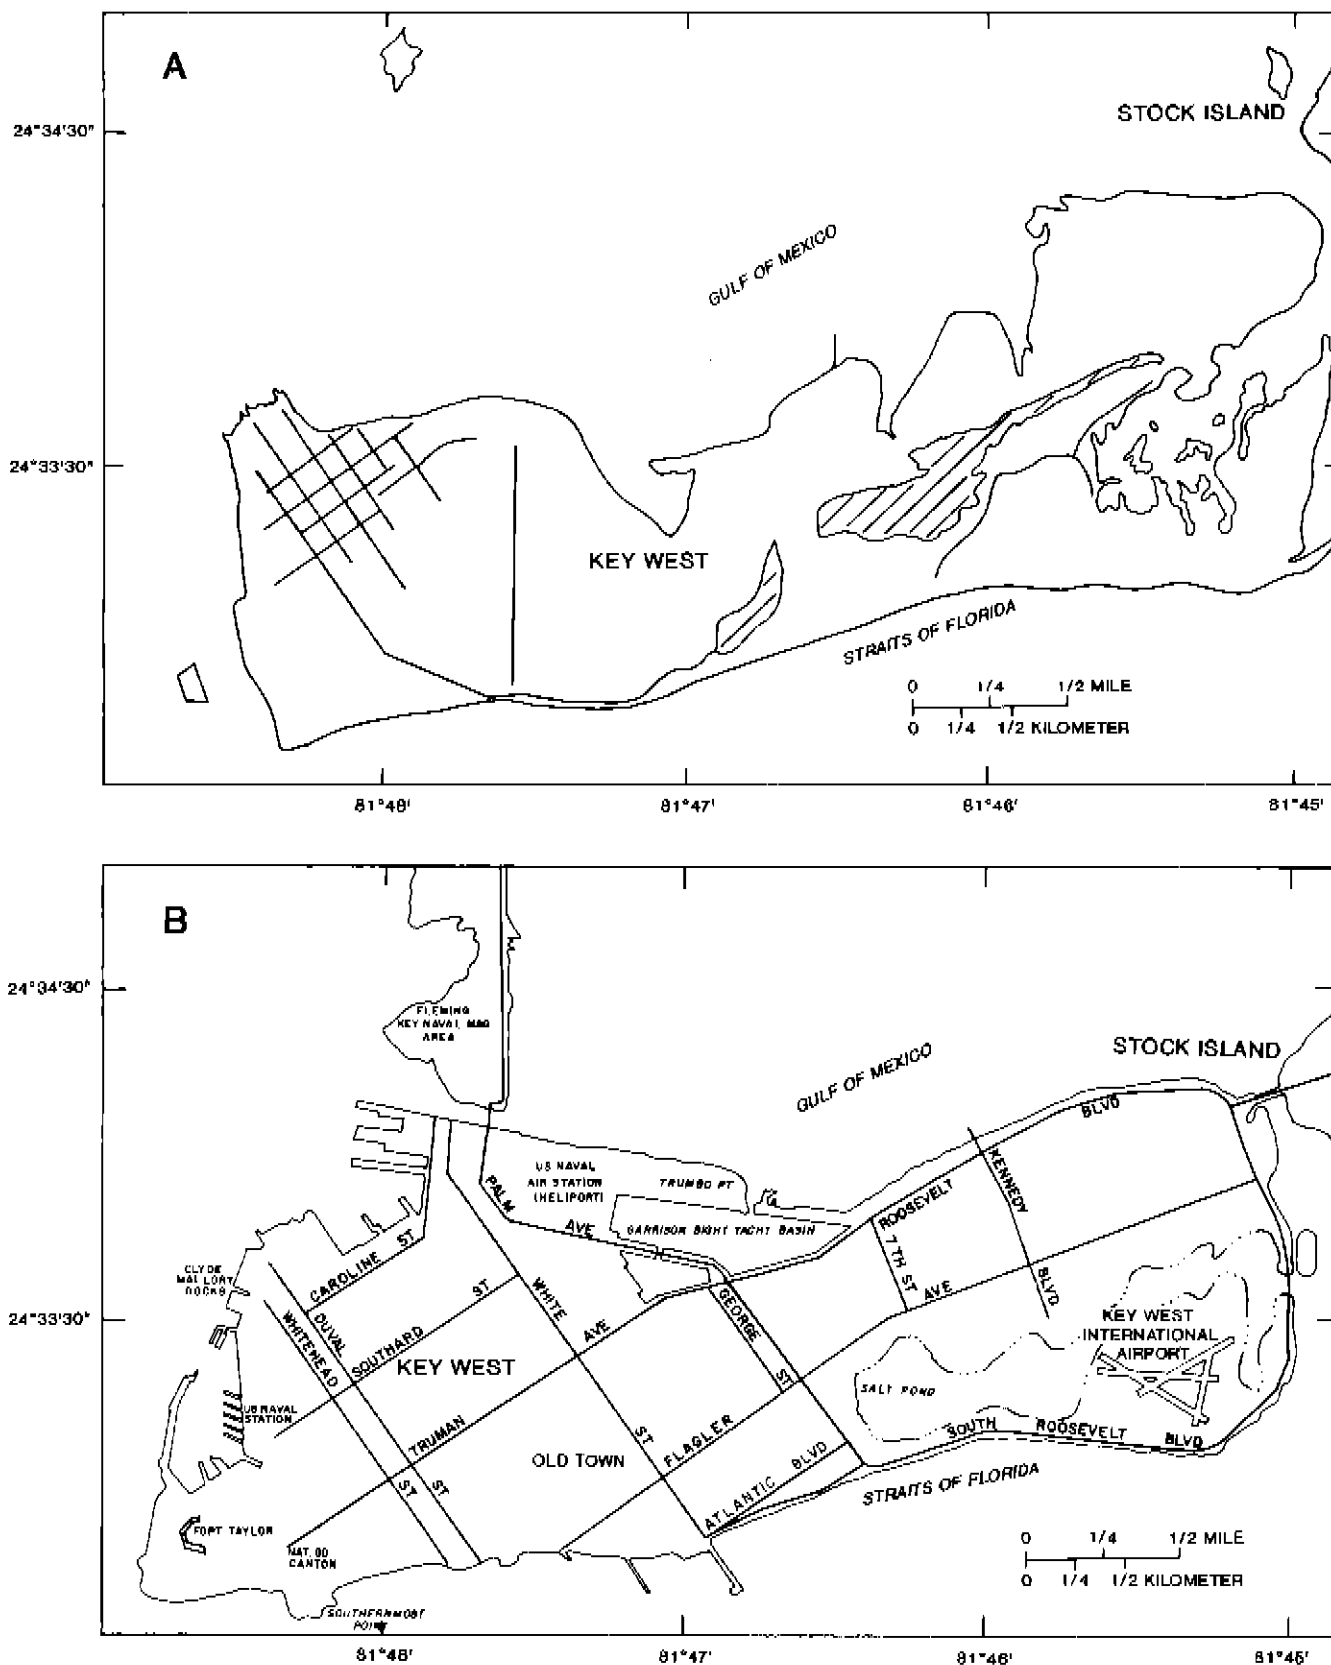 A
STOCK ISLAND
24°34'30"
GULF OF MEXICO
24°33'30"
KEY WEST
STRAITS OF FLORIDA
0 1/4 1/2 MILE
0 1/4 1/2 KILOMETER
81°48' 81°47' 81°46' 81°45'
B
24°34'30"
FLEMING
KEY NAVAL MAG
AREA
STOCK ISLAND
GULF OF MEXICO
BLVD
US NAVAL
AIR STATION
(HELIPORT)
TRUMBO PT
KENNEDY
PALM
AVE
GARRISON BIGHT YACHT BASIN
ROOSEVELT
7 TH ST
CAROLINE ST
CLYDE
MALLORY
DOCKS
ST
WHITE
AVE
GEORGE
AVE
BLVD
24°33'30"
DUVAL
WHITEHEAD
SOUTHARD
KEY WEST
KEY WEST
INTERNATIONAL
AIRPORT
ST
SALT POND
US NAVAL
STATION
TRUMAN
FLAGLER
SOUTH ROOSEVELT BLVD
OLD TOWN
ST
BLVD
ST
ST
ATLANTIC
STRAITS OF FLORIDA
FORT TAYLOR
NAT. GD
CANTON
0 1/4 1/2 MILE
0 1/4 1/2 KILOMETER
SOUTHERNMOST
POINT
81°48' 81°47' 81°46' 81°45'